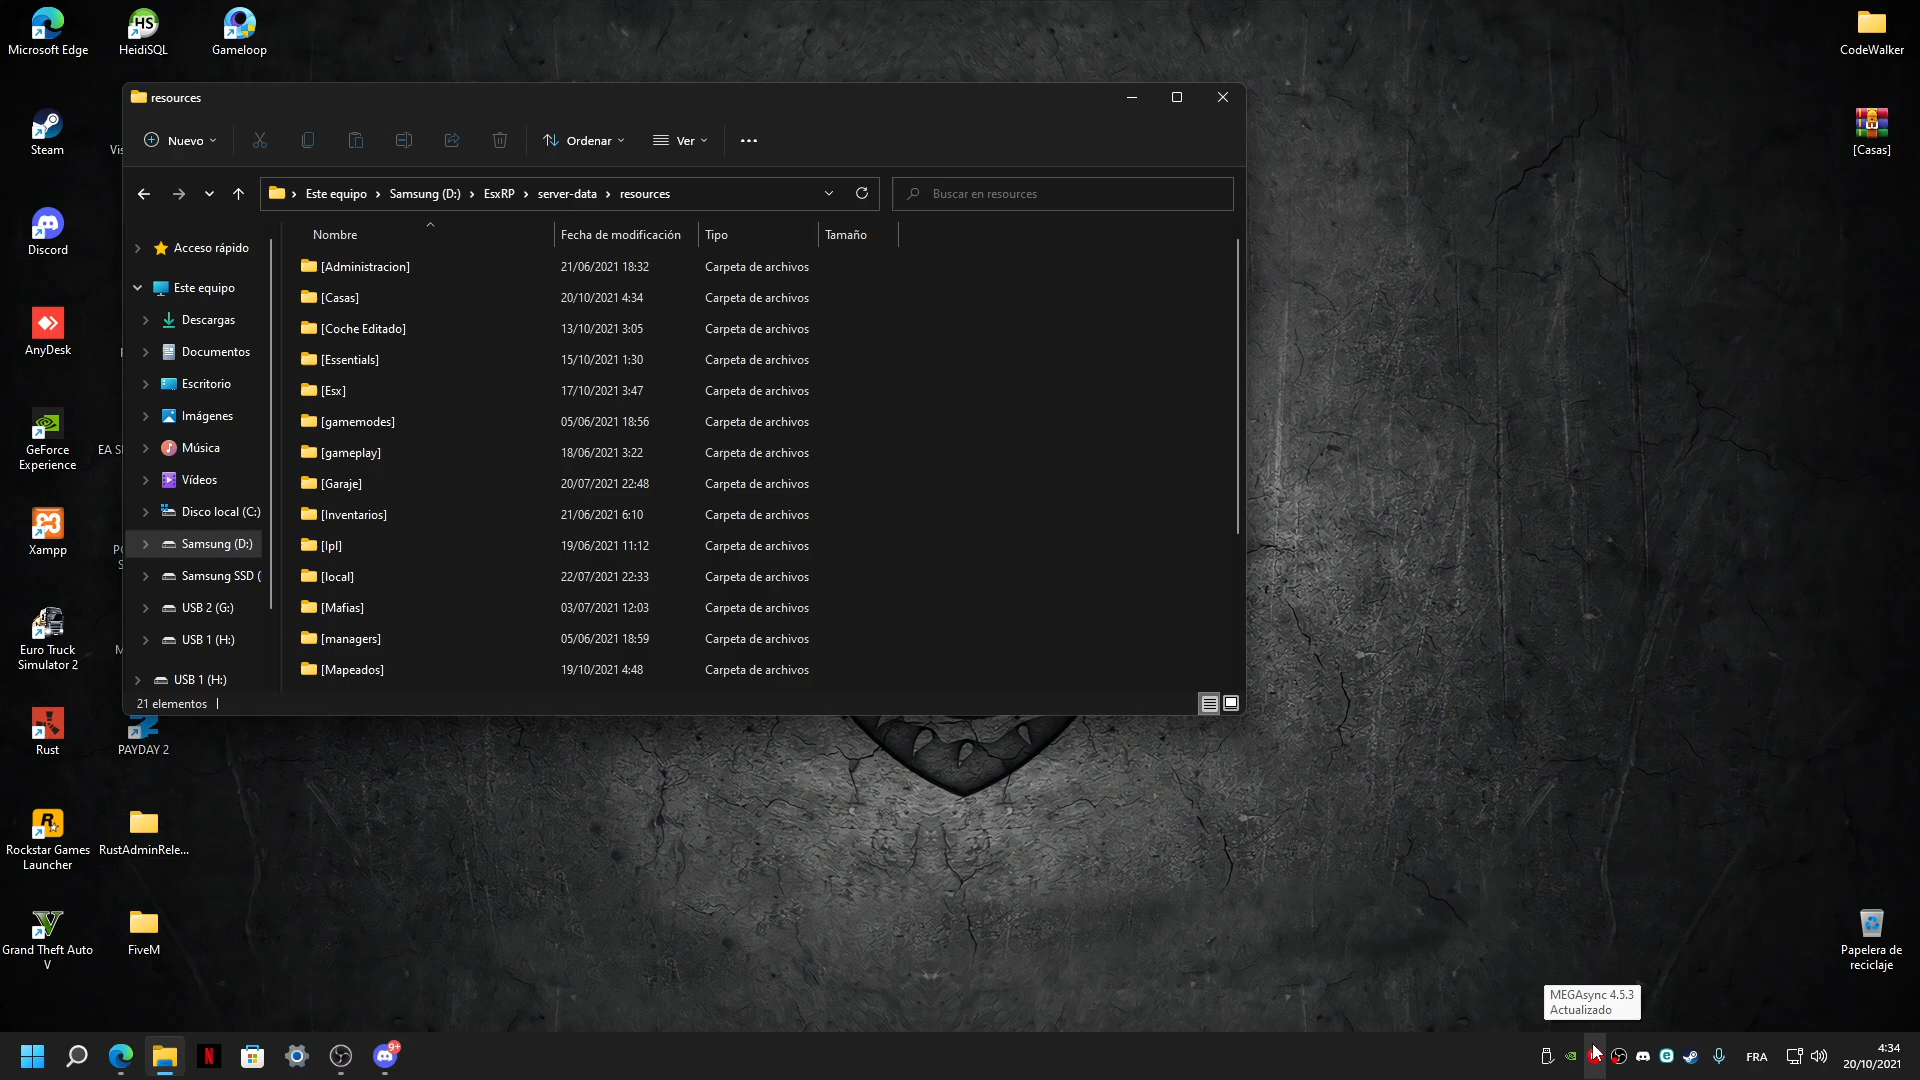 Microsoft Edge
HeidiSQL
Gameloop
CodeWalker
Steam
Vis
[Casas]
Discord
AnyDesk
GeForce
Experience
EA S
Xampp
Euro Truck
Simulator 2
Rust
PAYDAY 2
Rockstar Games
Launcher
RustAdminRele...
Grand Theft Auto
V
FiveM
Papelera de
reciclaje
resources
Nuevo
Ordenar
Ver
Este equipo > Samsung (D:) > EsxRP > server-data > resources
Buscar en resources
Acceso rápido
Este equipo
Descargas
Documentos
Escritorio
Imágenes
Música
Vídeos
Disco local (C:)
Samsung (D:)
Samsung SSD (
USB 2 (G:)
USB 1 (H:)
USB 1 (H:)
Nombre Fecha de modificación Tipo Tamaño
[Administracion] 21/06/2021 18:32 Carpeta de archivos
[Casas] 20/10/2021 4:34 Carpeta de archivos
[Coche Editado] 13/10/2021 3:05 Carpeta de archivos
[Essentials] 15/10/2021 1:30 Carpeta de archivos
[Esx] 17/10/2021 3:47 Carpeta de archivos
[gamemodes] 05/06/2021 18:56 Carpeta de archivos
[gameplay] 18/06/2021 3:22 Carpeta de archivos
[Garaje] 20/07/2021 22:48 Carpeta de archivos
[Inventarios] 21/06/2021 6:10 Carpeta de archivos
[Ipl] 19/06/2021 11:12 Carpeta de archivos
[local] 22/07/2021 22:33 Carpeta de archivos
[Mafias] 03/07/2021 12:03 Carpeta de archivos
[managers] 05/06/2021 18:59 Carpeta de archivos
[Mapeados] 19/10/2021 4:48 Carpeta de archivos
21 elementos
MEGAsync 4.5.3
Actualizado
9+
FRA
4:34
20/10/2021